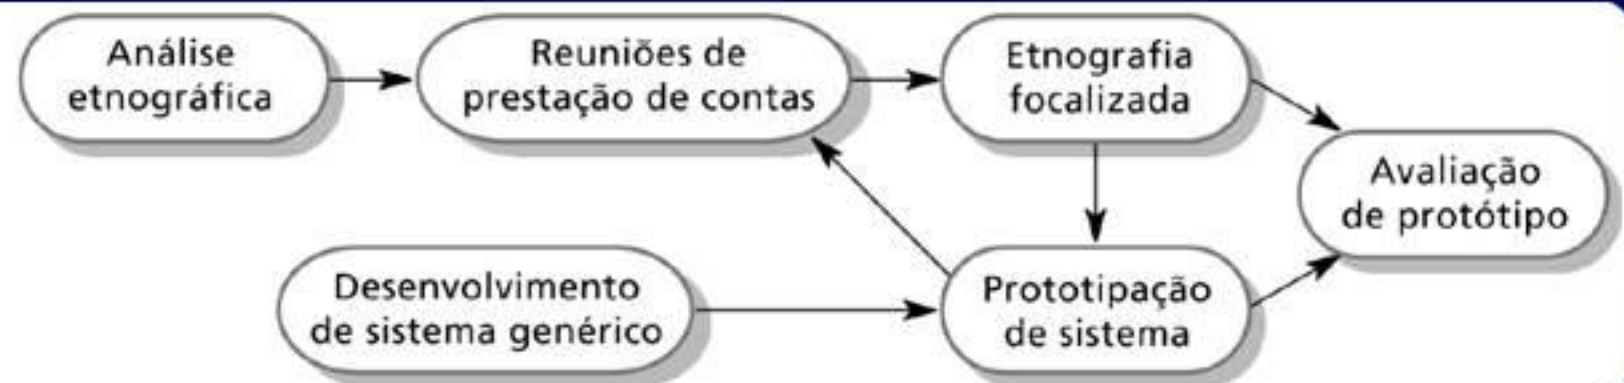 Análise
etnográfica
Reuniões de
prestação de contas
Etnografia
focalizada
Avaliação
de protótipo
Desenvolvimento
de sistema genérico
Prototipação
de sistema